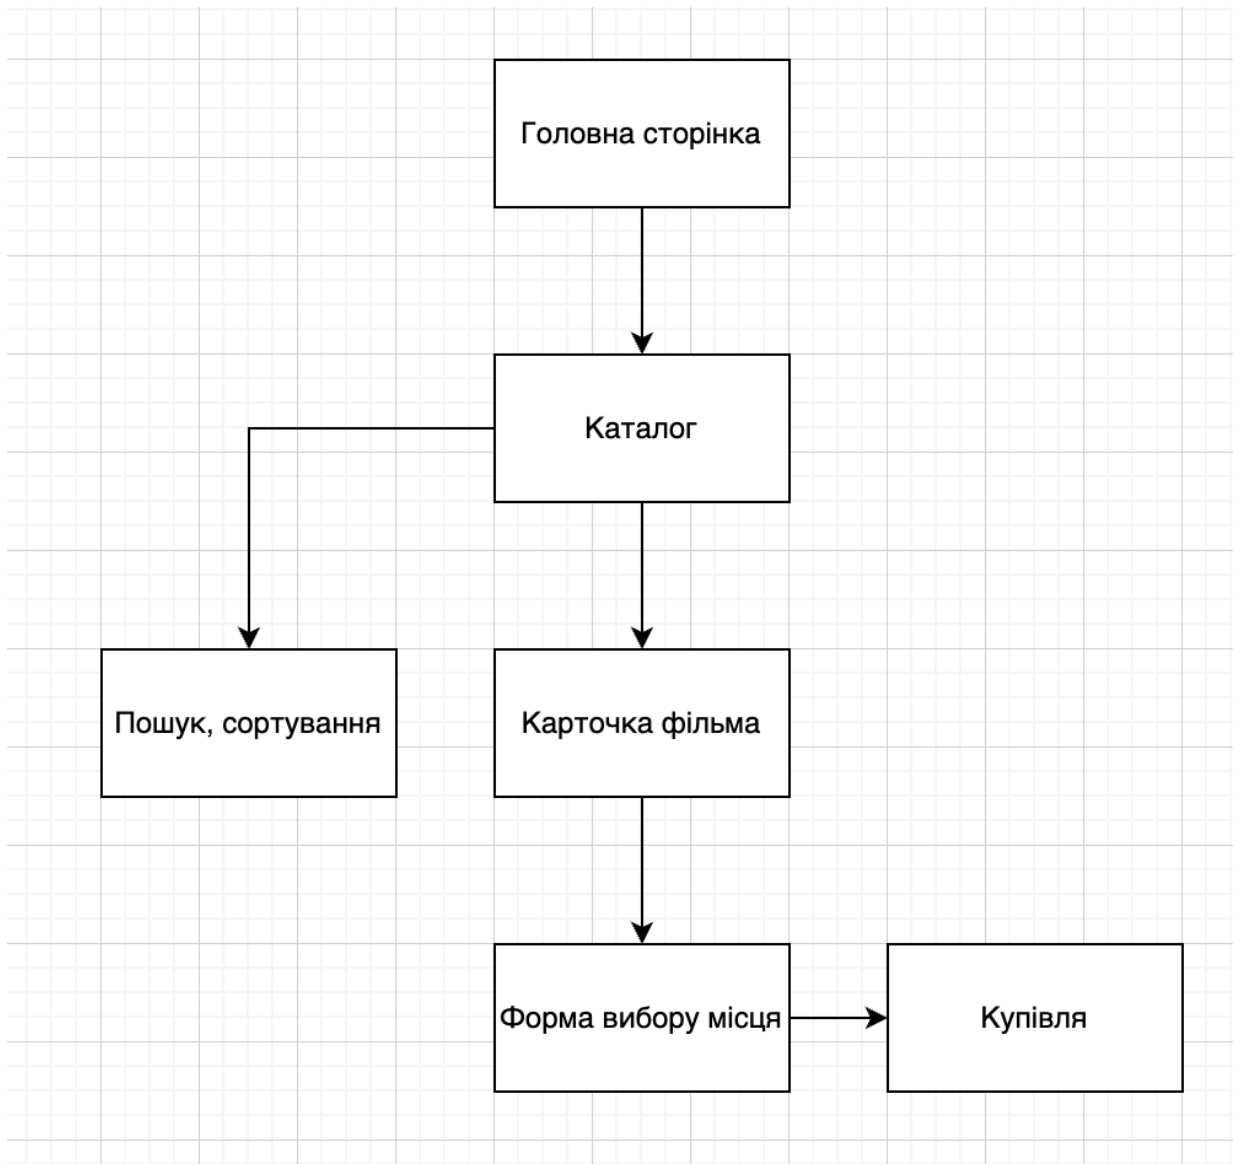 Головна сторінка
Каталог
Пошук, сортування
Карточка фільма
Форма вибору місця
Купівля